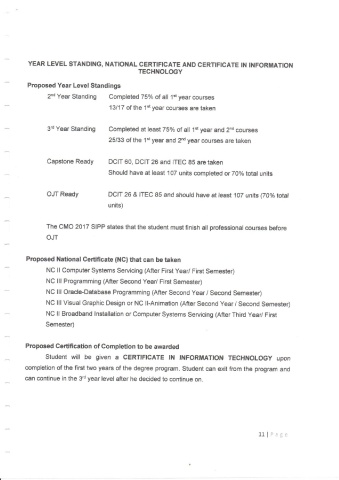 YEAR LEVEL STANDING, NATIONAL CERTIFICATE AND CERTIFICATE IN INFORMATION
TECHNOLOGY
Proposed Year Level Standings
2nd Year Standing Completed 75% of all 1st year courses
13/17 of the 1st year courses are taken
3rd Year Standing Completed at least 75% of all 1st year and 2nd courses
25/33 of the 1st year and 2nd year courses are taken
Capstone Ready DCIT 60, DCIT 26 and ITEC 85 are taken
Should have at least 107 units completed or 70% total units
OJT Ready DCIT 26 & ITEC 85 and should have at least 107 units (70% total
units)
The CMO 2017 SIPP states that the student must finish all professional courses before
OJT
Proposed National Certificate (NC) that can be taken
NC II Computer Systems Servicing (After First Year/ First Semester)
NC III Programming (After Second Year/ First Semester)
NC III Oracle-Database Programming (After Second Year / Second Semester)
NC III Visual Graphic Design or NC II-Animation (After Second Year / Second Semester)
NC II Broadband Installation or Computer Systems Servicing (After Third Year/ First
Semester)
Proposed Certification of Completion to be awarded
Student will be given a CERTIFICATE IN INFORMATION TECHNOLOGY upon
completion of the first two years of the degree program. Student can exit from the program and
can continue in the 3rd year level after he decided to continue on.
11 | Page